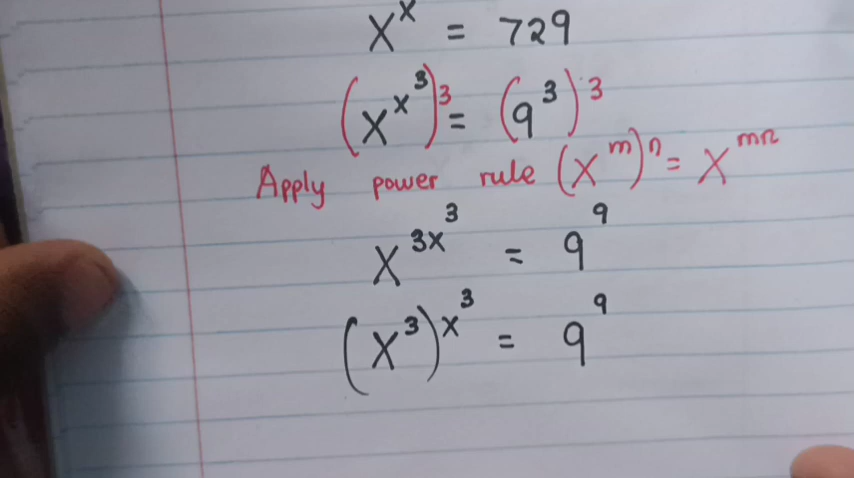 x^x = 729
(x^{x^3})^3 = (9^3)^3
Apply power rule (x^m)^n = x^{mn}
x^{3x^3} = 9^9
(x^3)^{x^3} = 9^9